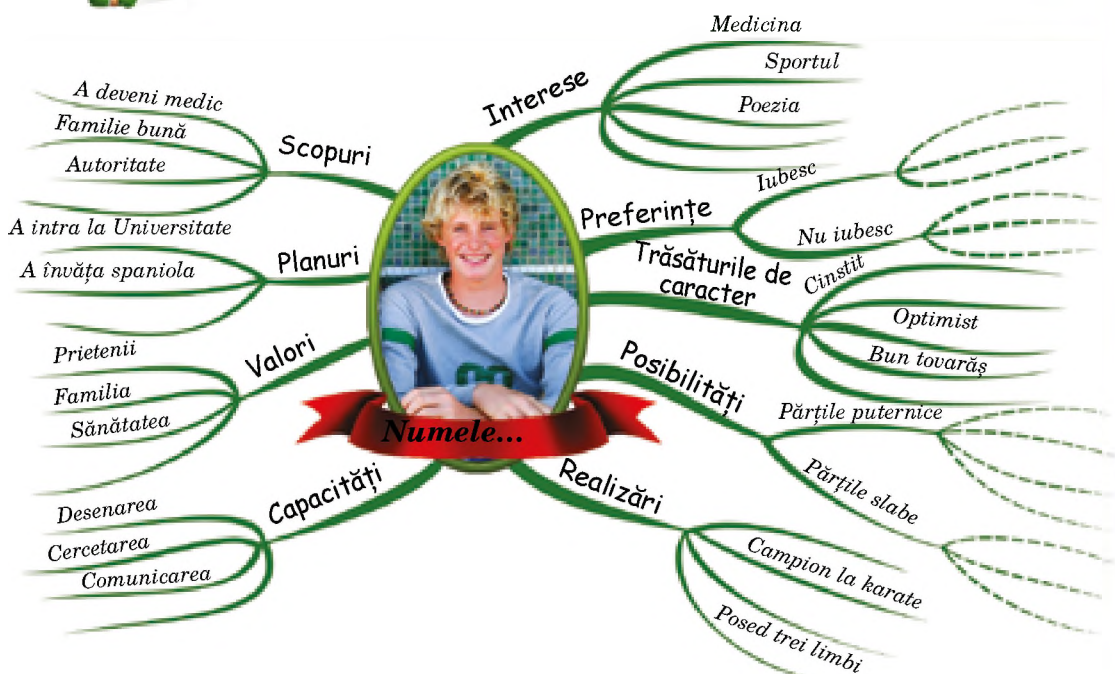 Scopuri
A deveni medic
Familie bună
Autoritate
Planuri
A intra la Universitate
A învăța spaniola
Valori
Prietenii
Familia
Sănătatea
Capacități
Desenarea
Cercetarea
Comunicarea
Numele...
Interese
Medicina
Sportul
Poezia
Preferințe
Iubesc
Nu iubesc
Trăsăturile de
caracter
Cinstit
Optimist
Bun tovarăș
Posibilități
Părțile puternice
Părțile slabe
Realizări
Campion la karate
Posed trei limbi